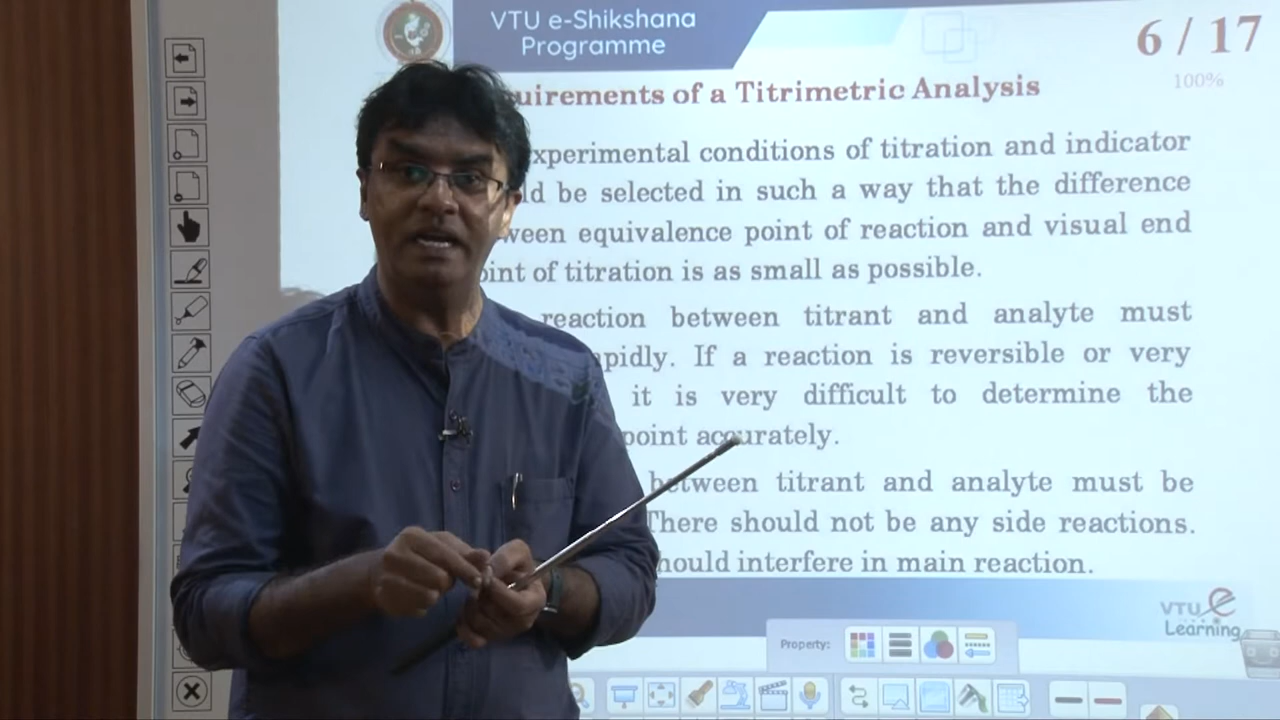 VTU e-Shikshana
Programme
6 / 17
100%
uirements of a Titrimetric Analysis
xperimental conditions of titration and indicator
ld be selected in such a way that the difference
ween equivalence point of reaction and visual end
oint of titration is as small as possible.
reaction between titrant and analyte must
pidly. If a reaction is reversible or very
it is very difficult to determine the
point accurately.
between titrant and analyte must be
There should not be any side reactions.
hould interfere in main reaction.
VTU e
Learning
Property: